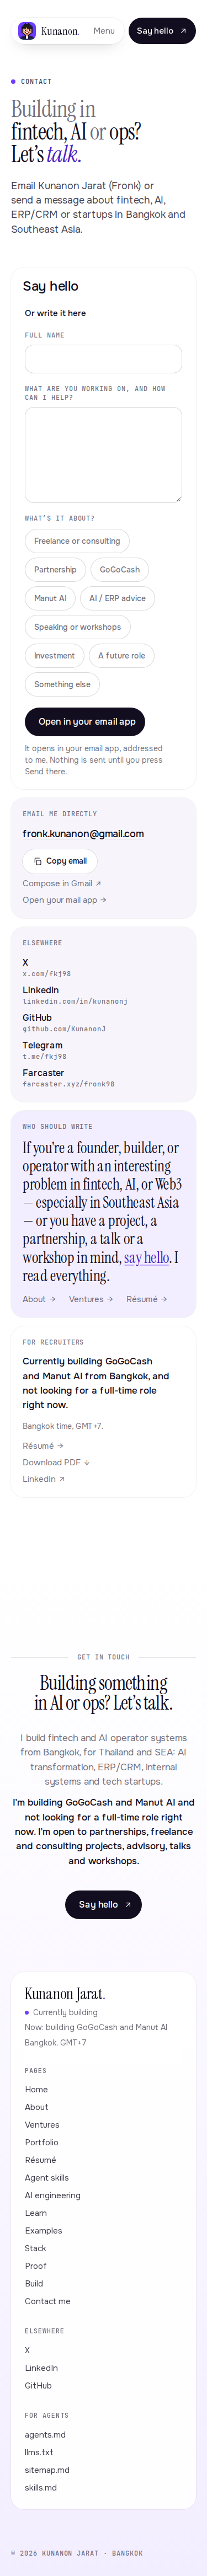 Kunanon.
Menu
Say hello ↗
CONTACT
Building in
fintech, AI or ops?
Let's talk.
Email Kunanon Jarat (Fronk) or
send a message about fintech, AI,
ERP/CRM or startups in Bangkok and
Southeast Asia.
Say hello
Or write it here
FULL NAME
WHAT ARE YOU WORKING ON, AND HOW
CAN I HELP?
WHAT'S IT ABOUT?
Freelance or consulting
Partnership
GoGoCash
Manut AI
AI / ERP advice
Speaking or workshops
Investment
A future role
Something else
Open in your email app
It opens in your email app, addressed
to me. Nothing is sent until you press
Send there.
EMAIL ME DIRECTLY
fronk.kunanon@gmail.com
Copy email
Compose in Gmail ↗
Open your mail app →
ELSEWHERE
X
x.com/fkj98
LinkedIn
linkedin.com/in/kunanonj
GitHub
github.com/KunanonJ
Telegram
t.me/fkj98
Farcaster
farcaster.xyz/fronk98
WHO SHOULD WRITE
If you're a founder, builder, or
operator with an interesting
problem in fintech, AI, or Web3
— especially in Southeast Asia
— or you have a project, a
partnership, a talk or a
workshop in mind, say hello. I
read everything.
About →
Ventures →
Résumé →
FOR RECRUITERS
Currently building GoGoCash
and Manut AI from Bangkok, and
not looking for a full-time role
right now.
Bangkok time, GMT+7.
Résumé →
Download PDF ↓
LinkedIn ↗
GET IN TOUCH
Building something
in AI or ops? Let's talk.
I build fintech and AI operator systems
from Bangkok, for Thailand and SEA: AI
transformation, ERP/CRM, internal
systems and tech startups.
I'm building GoGoCash and Manut AI and
not looking for a full-time role right
now. I'm open to partnerships, freelance
and consulting projects, advisory, talks
and workshops.
Say hello ↗
Kunanon Jarat.
Currently building
Now: building GoGoCash and Manut AI
Bangkok, GMT+7
PAGES
Home
About
Ventures
Portfolio
Résumé
Agent skills
AI engineering
Learn
Examples
Stack
Proof
Build
Contact me
ELSEWHERE
X
LinkedIn
GitHub
FOR AGENTS
agents.md
llms.txt
sitemap.md
skills.md
© 2026 KUNANON JARAT · BANGKOK